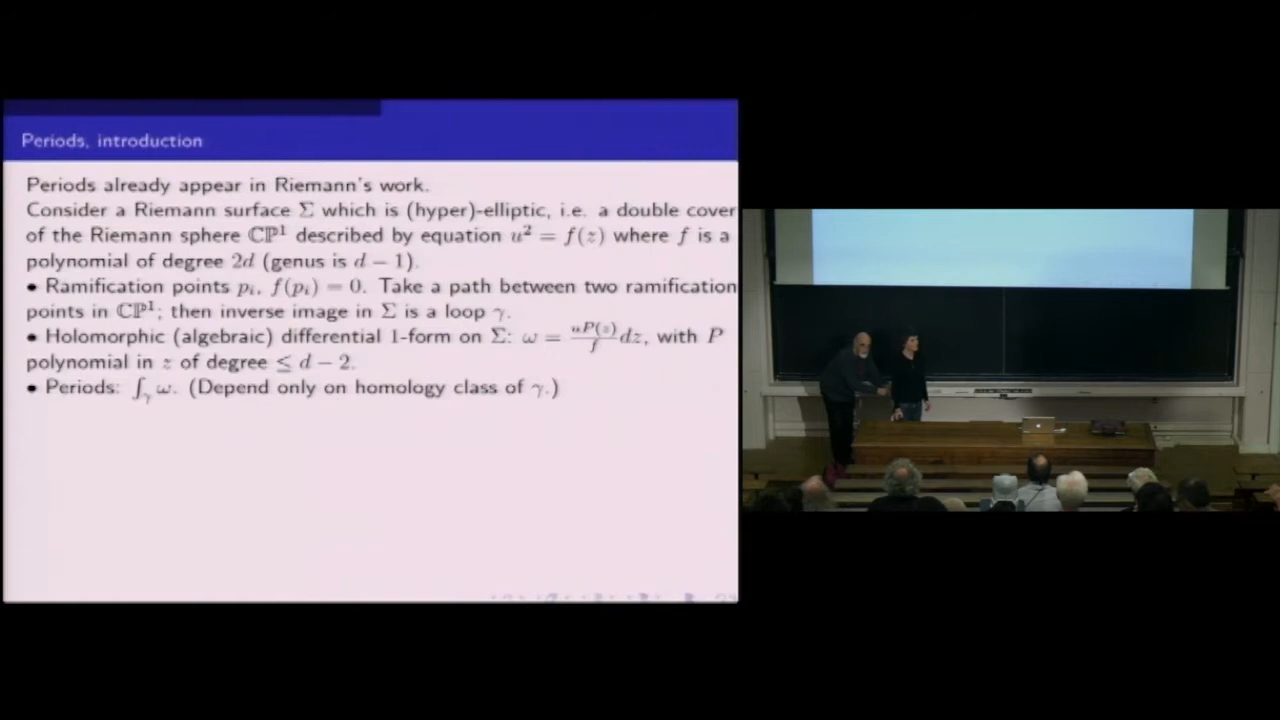 Periods, introduction
Periods already appear in Riemann's work.
Consider a Riemann surface Σ which is (hyper)-elliptic, i.e. a double cover
of the Riemann sphere ℂℙ¹ described by equation u² = f(z) where f is a
polynomial of degree 2d (genus is d − 1).
• Ramification points pᵢ, f(pᵢ) = 0. Take a path between two ramification
points in ℂℙ¹; then inverse image in Σ is a loop γ.
• Holomorphic (algebraic) differential 1-form on Σ: ω = uP(z)/f dz, with P
polynomial in z of degree ≤ d − 2.
• Periods: ∫_γ ω. (Depend only on homology class of γ.)